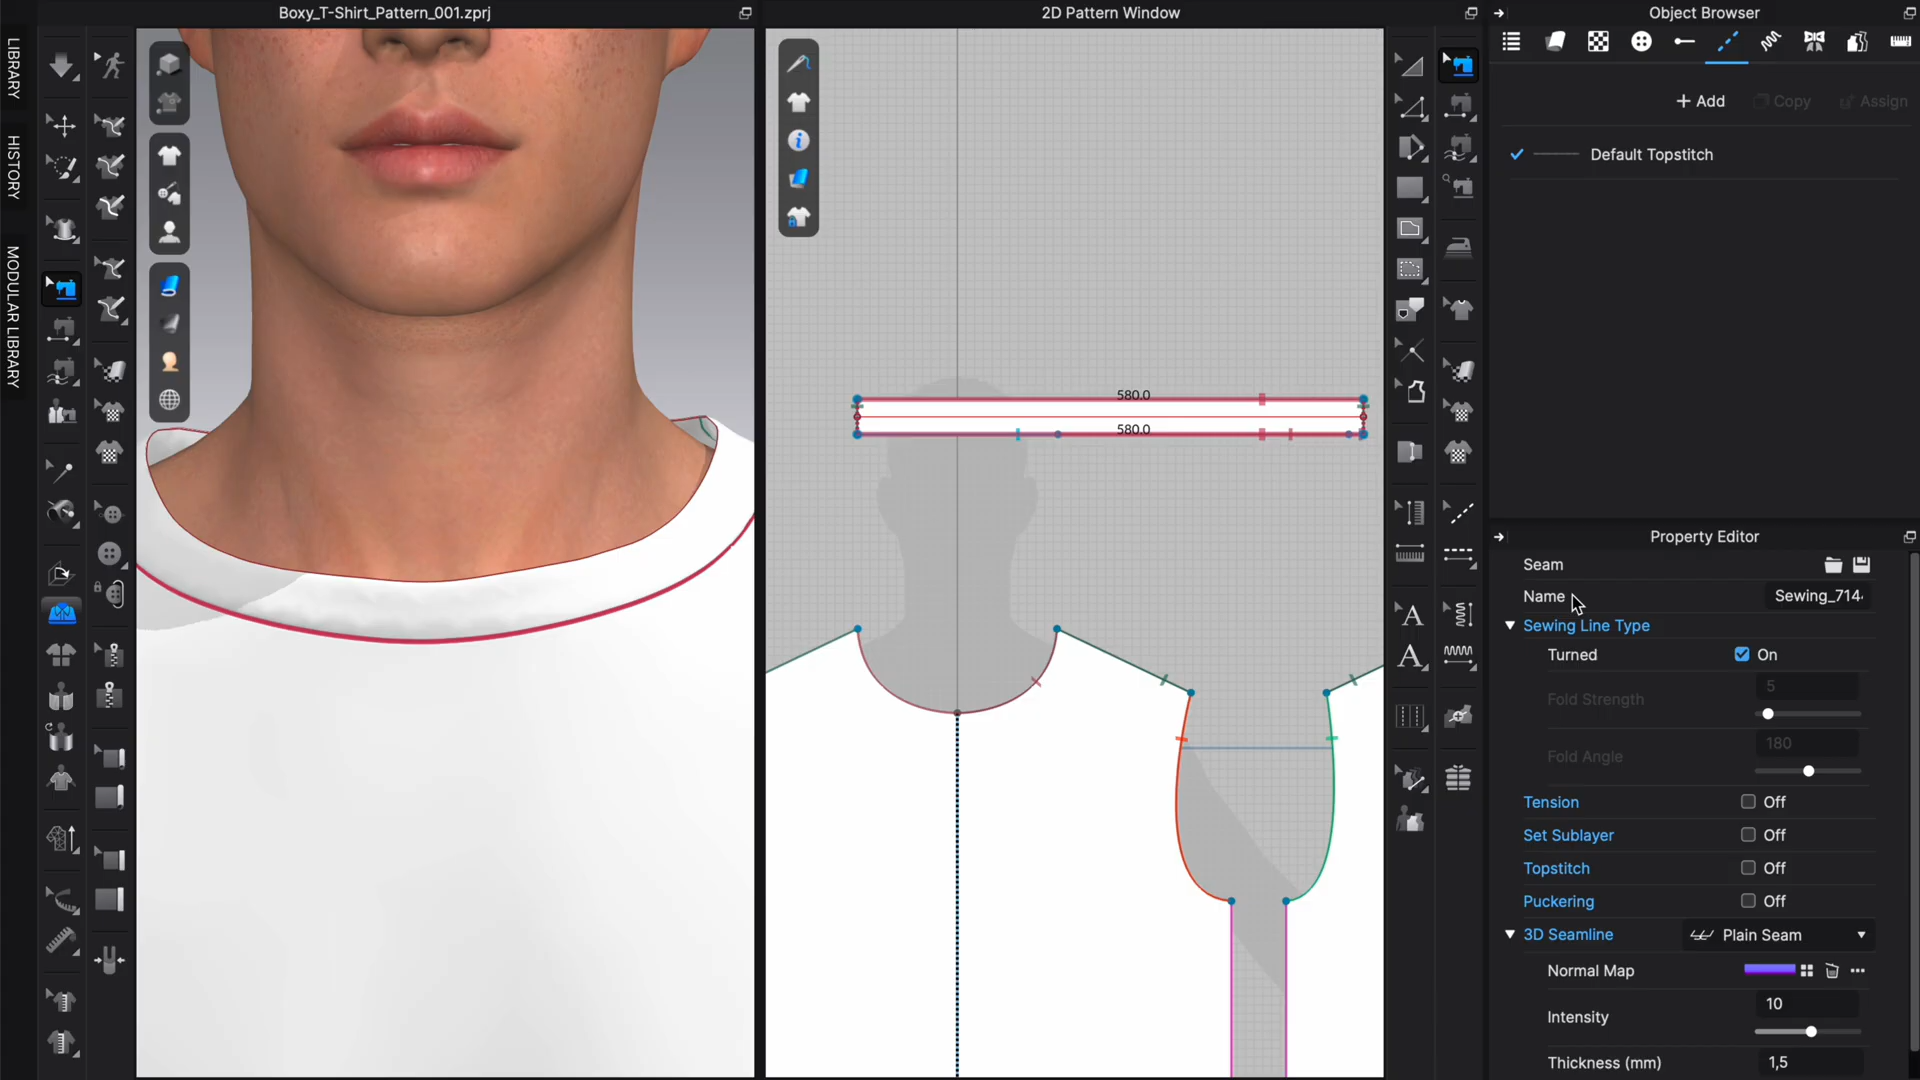 Boxy_T-Shirt_Pattern_001.zprj
2D Pattern Window
Object Browser
LIBRARY
HISTORY
MODULAR LIBRARY
+ Add
Copy
Assign
Default Topstitch
580.0
580.0
A
A
Property Editor
Seam
Name
Sewing_714
Sewing Line Type
Turned
On
Fold Strength
5
Fold Angle
180
Tension
Off
Set Sublayer
Off
Topstitch
Off
Puckering
Off
3D Seamline
Plain Seam
Normal Map
Intensity
10
Thickness (mm)
1,5